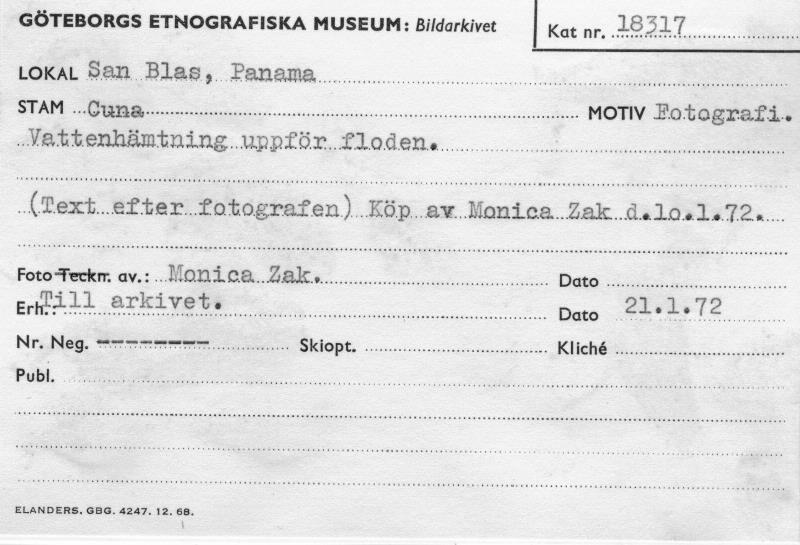 GÖTEBORGS ETNOGRAFISKA MUSEUM: Bildarkivet
Kat nr. 18317
LOKAL San Blas, Panama
STAM Cuna MOTIV Fotografi.
Vattenhämtning uppför floden.
(Text efter fotografen) Köp av Monica Zak d.lo.l.72.
Foto Teckn. av.: Monica Zak. Dato
Erh.: Till arkivet. Dato 21.1.72
Nr. Neg. --------- Skiopt. Kliché
Publ.
ELANDERS. GBG. 4247. 12. 68.